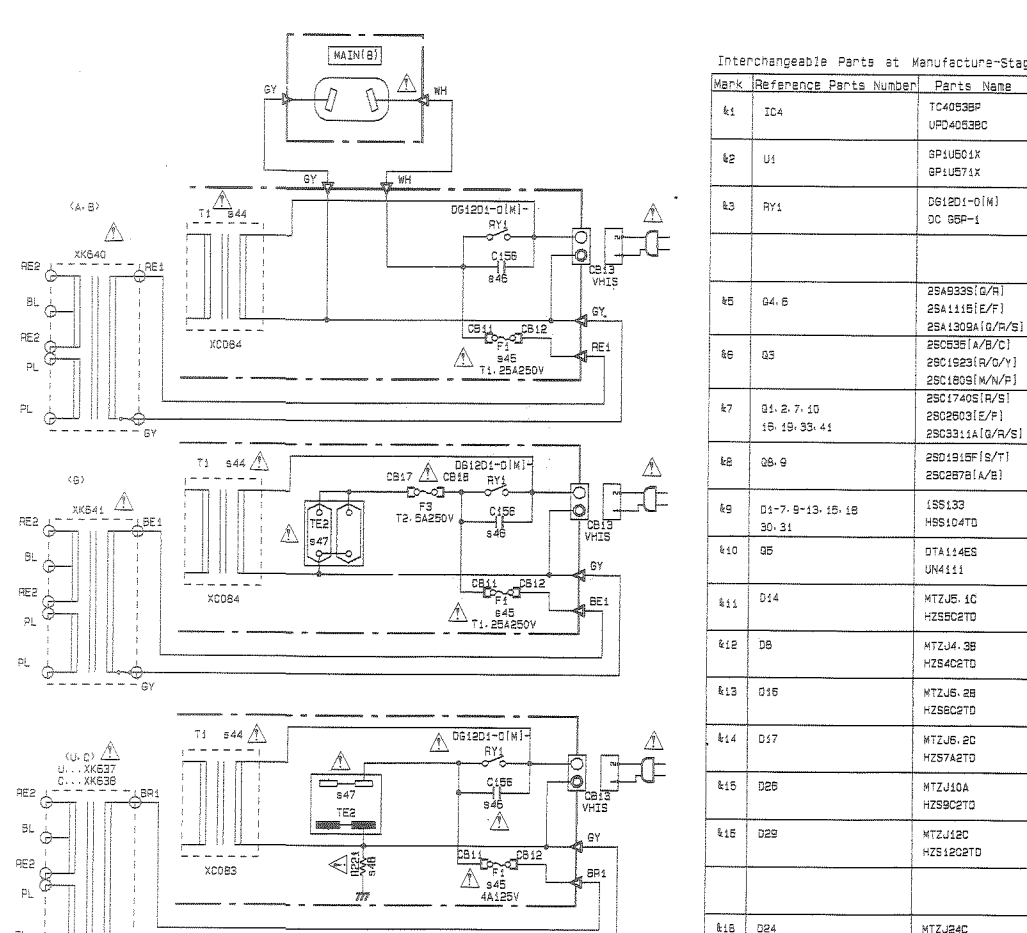 MAIN(B)
GY
WH
GY
WH
(A, B)
XK640
RE2
RE1
BL
RE2
PL
PL
GY
T1 s44
XC084
DG12D1-O[M]-
RY1
C156
s46
CB13
VHIS
GY
CB11 CB12
F1
s45
T1.25A250V
RE1
(G)
XK641
RE2
BE1
BL
RE2
PL
PL
GY
T1 s44
XC084
TE2
s47
CB17 CB18
F3
T2.5A250V
DG12D1-O[M]-
RY1
C156
s46
CB13
VHIS
GY
CB11 CB12
F1
s45
T1.25A250V
BE1
(U, C)
U...XK637
C...XK638
RE2
BR1
BL
RE2
PL
T1 s44
XC083
s47
TE2
R221
s48
DG12D1-O[M]-
RY1
C156
s46
CB13
VHIS
GY
CB11 CB12
F1
s45
4A125V
BR1
Interchangeable Parts at Manufacture-Stag
Mark Reference Parts Number Parts Name
&1 IC4 TC4053BP
UPD4053BC
&2 U1 GP1U501X
GP1U571X
&3 RY1 DG12D1-O[M]
DC G5P-1
&5 Q4, 6 2SA933S[Q/R]
2SA1115[E/F]
2SA1309A[Q/R/S]
&6 Q3 2SC535[A/B/C]
2SC1923[R/O/Y]
2SC1809[M/N/P]
&7 Q1, 2, 7, 10 2SC1740S[R/S]
16, 19, 33, 41 2SC2603[E/F]
2SC3311A[Q/R/S]
&8 Q8, 9 2SD1915F[S/T]
2SC2878[A/B]
&9 D1-7, 9-13, 15, 18 1SS133
30, 31 HSS104TD
&10 Q5 DTA114ES
UN4111
&11 D14 MTZJ5.1C
HZS5C2TD
&12 D8 MTZJ4.3B
HZS4C2TD
&13 D16 MTZJ6.2B
HZS6C2TD
&14 D17 MTZJ6.2C
HZS7A2TD
&15 D26 MTZJ10A
HZS9C2TD
&16 D29 MTZJ12C
HZS12C2TD
&18 D24 MTZJ24C